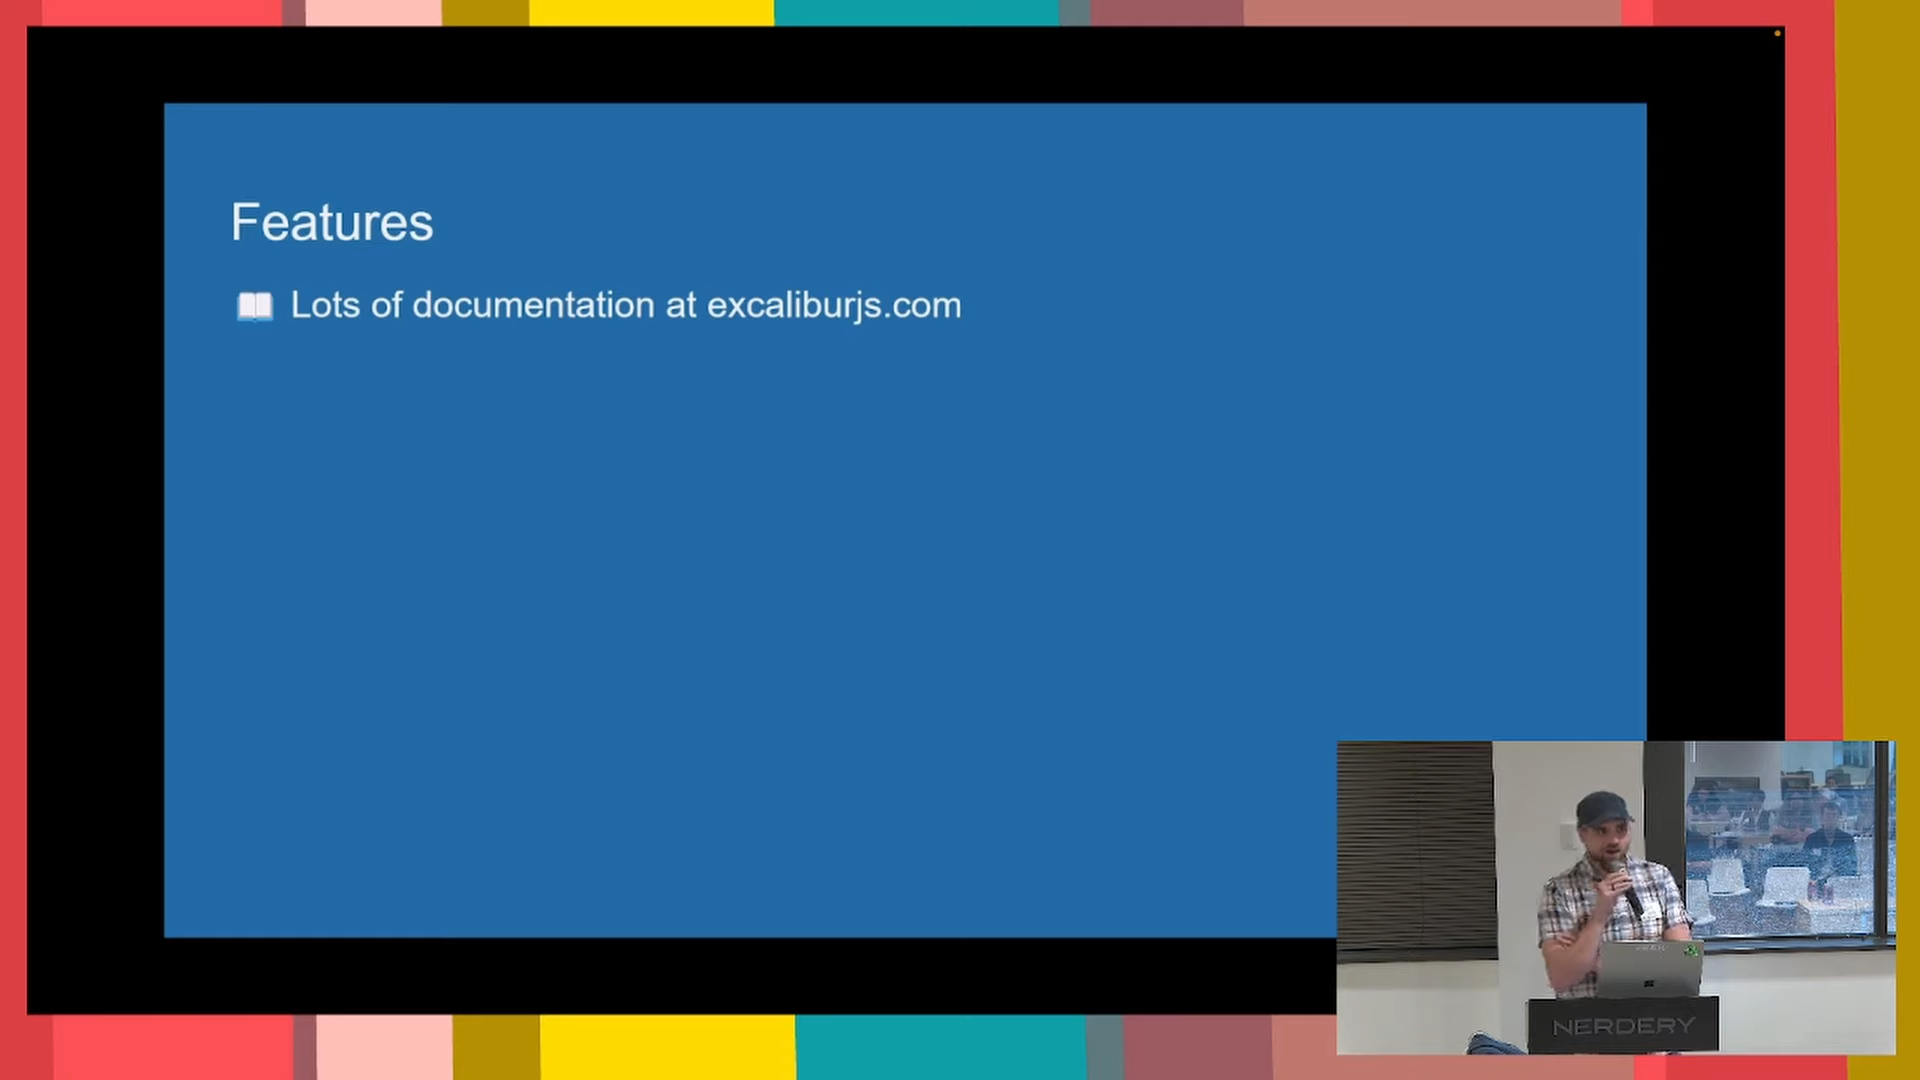 Features
📖 Lots of documentation at excaliburjs.com
NERDERY